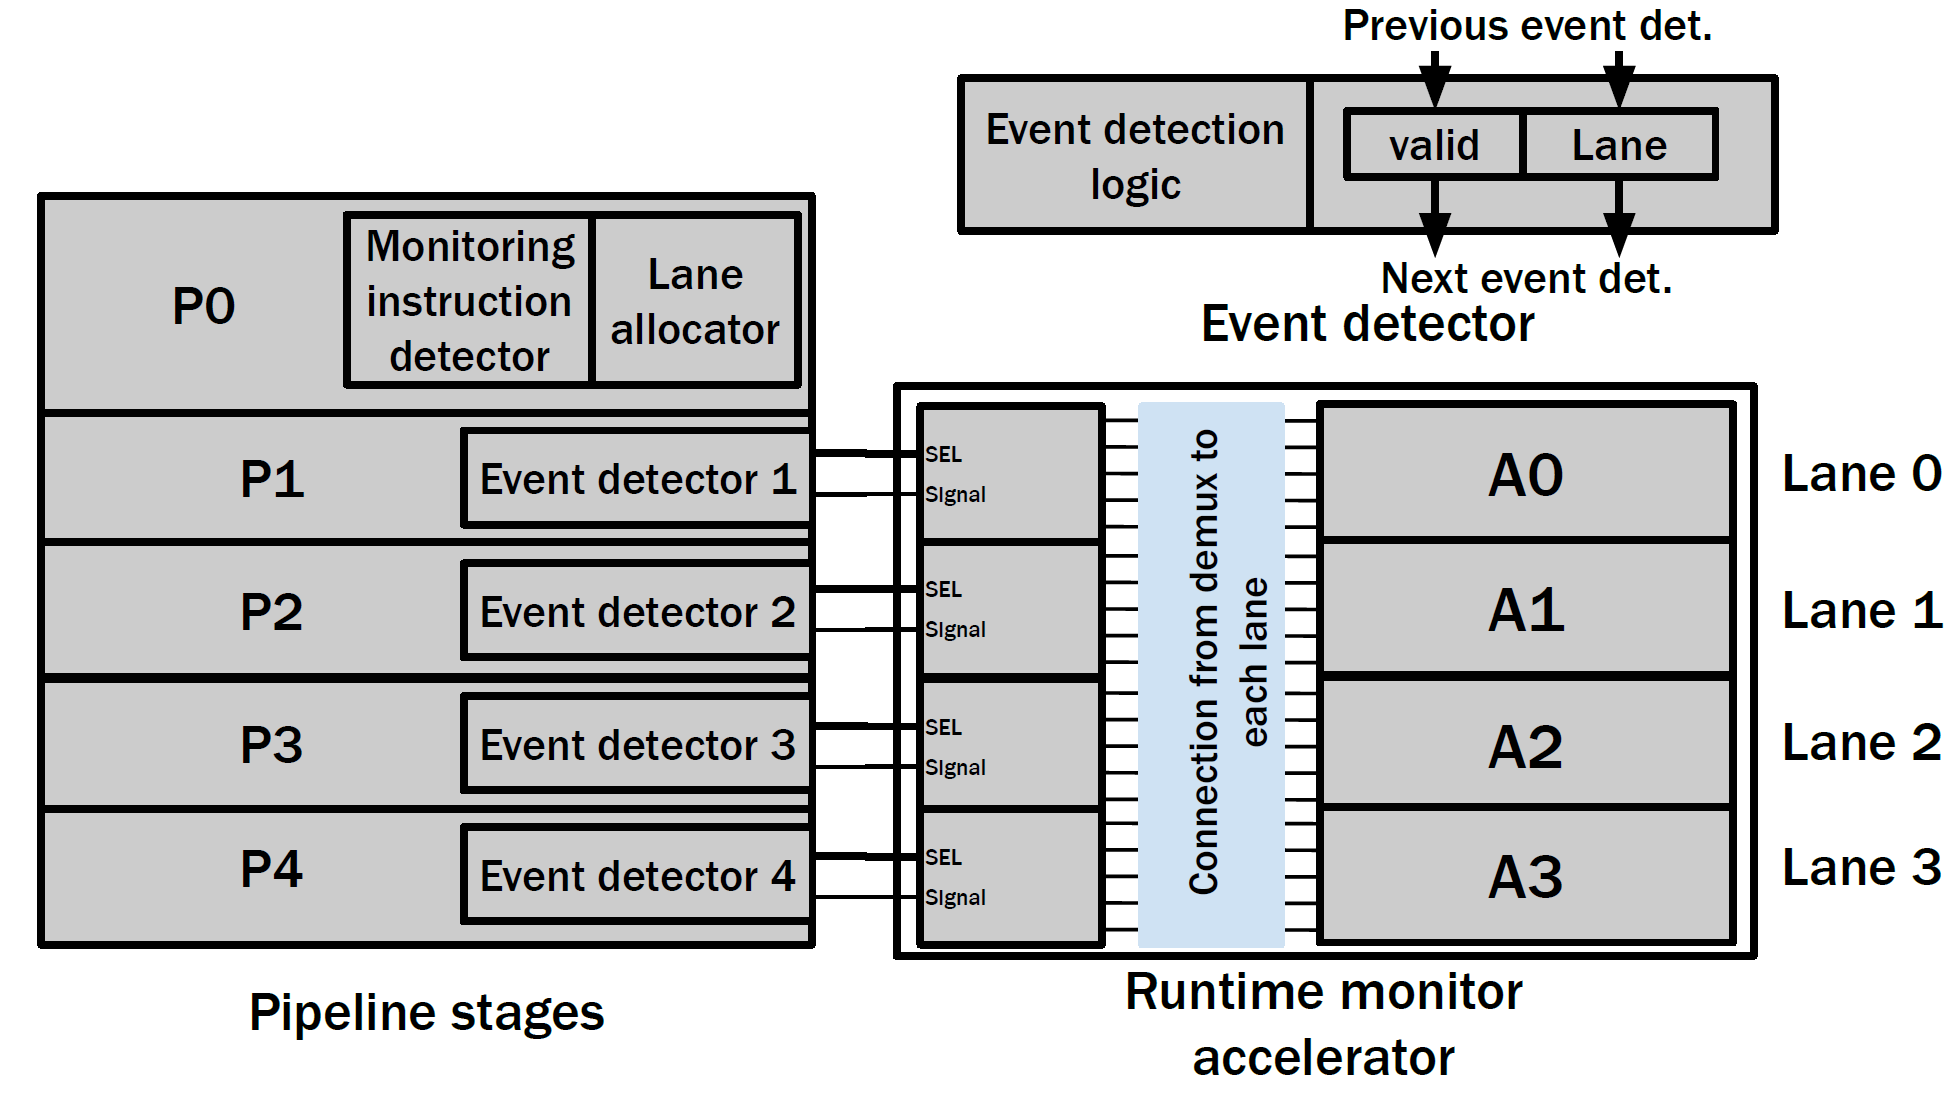 Previous event det.
Event detection
logic
valid
Lane
Next event det.
Event detector
P0
Monitoring
instruction
detector
Lane
allocator
P1
Event detector 1
P2
Event detector 2
P3
Event detector 3
P4
Event detector 4
Pipeline stages
SEL
SIgnal
SEL
SIgnal
SEL
SIgnal
SEL
SIgnal
Connection from demux to
each lane
A0
A1
A2
A3
Lane 0
Lane 1
Lane 2
Lane 3
Runtime monitor
accelerator